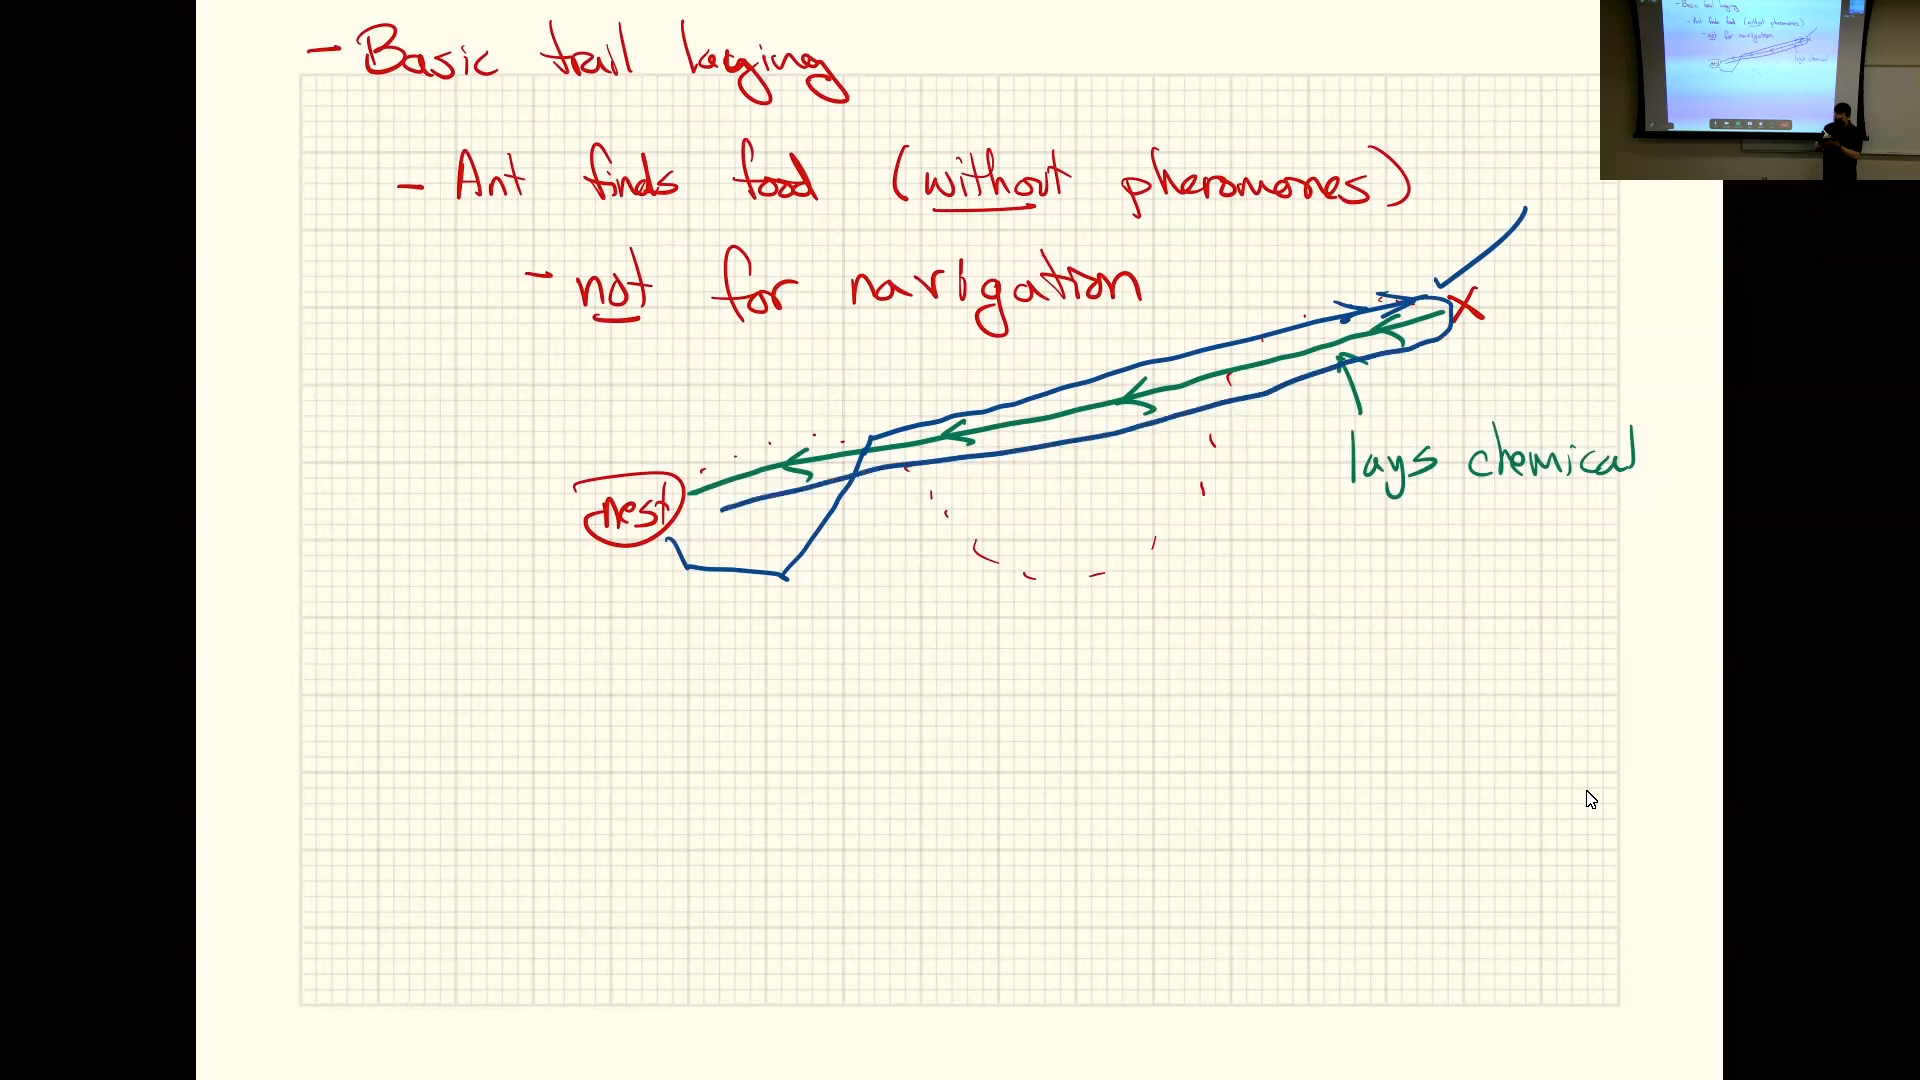 - Basic trail laying
- Ant finds food (without pheromones)
- not for navigation
X
lays chemical
nest